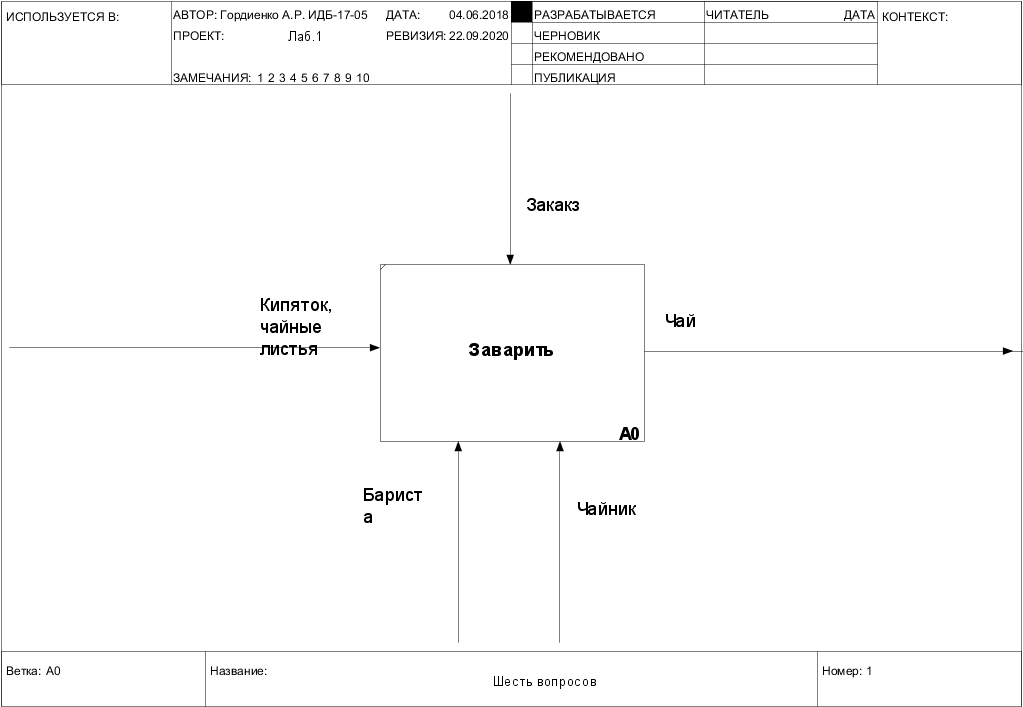 ИСПОЛЬЗУЕТСЯ В:
АВТОР: Гордиенко А.Р. ИДБ-17-05
ДАТА: 04.06.2018
РАЗРАБАТЫВАЕТСЯ
ЧИТАТЕЛЬ
ДАТА
КОНТЕКСТ:
ПРОЕКТ: Лаб.1
РЕВИЗИЯ: 22.09.2020
ЧЕРНОВИК
РЕКОМЕНДОВАНО
ЗАМЕЧАНИЯ: 1 2 3 4 5 6 7 8 9 10
ПУБЛИКАЦИЯ
Закакз
Кипяток,
чайные
листья
Чай
Заварить
А0
Барист
а
Чайник
Ветка: А0
Название:
Шесть вопросов
Номер: 1